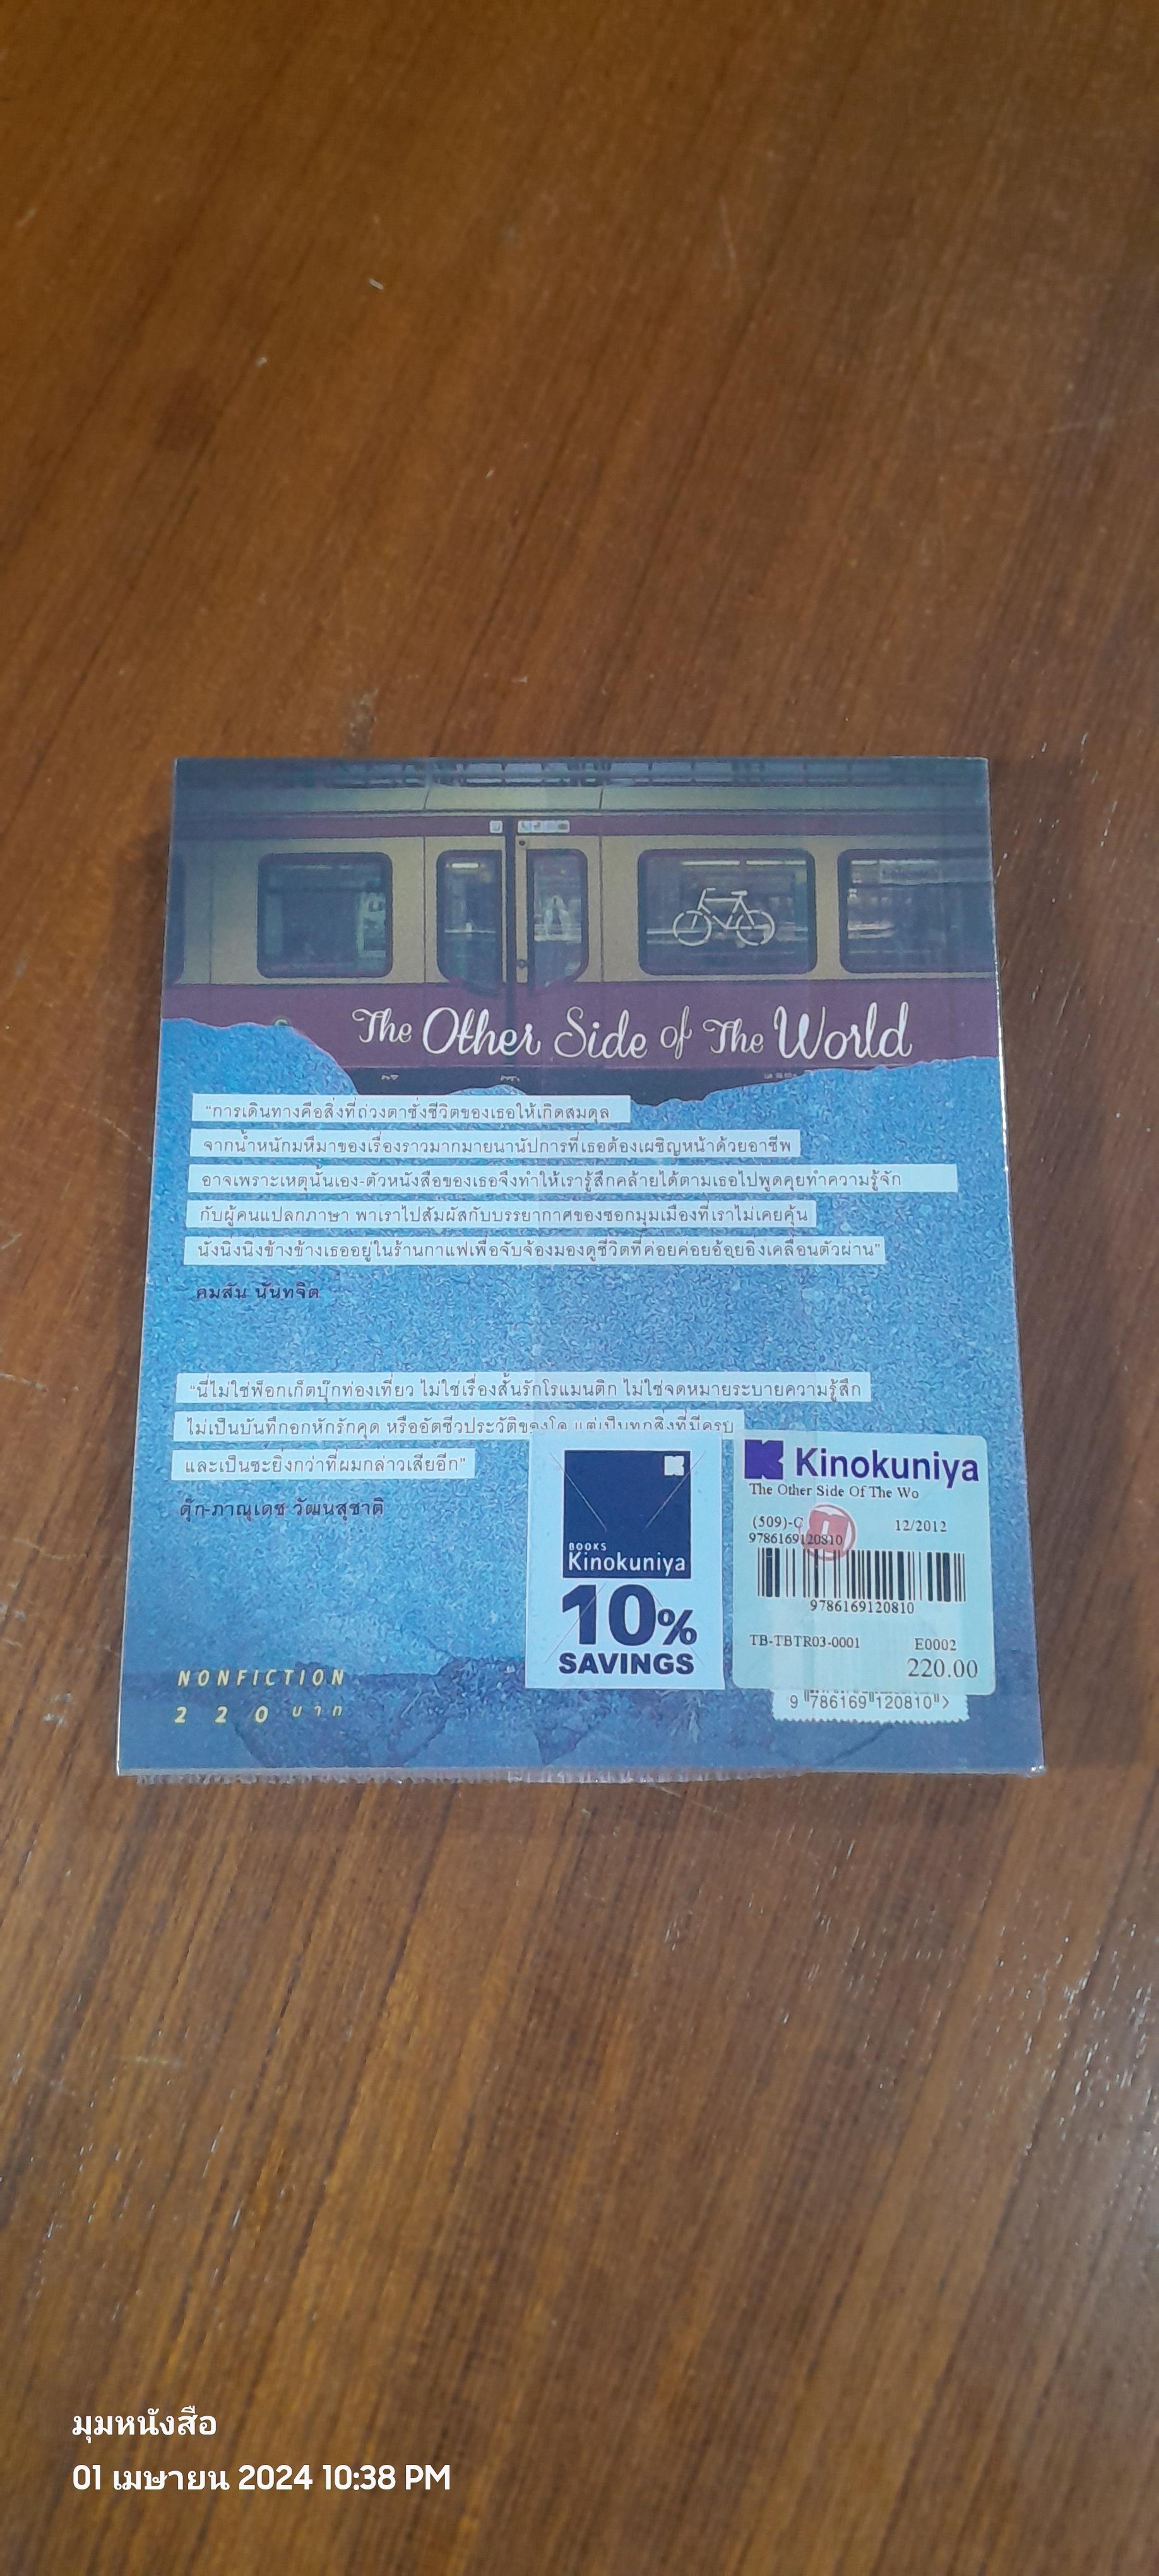 The Other Side of The World
"การเดินทางคือสิ่งที่ถ่วงตาชั่งชีวิตของเธอให้เกิดสมดุล
จากน้ำหนักมหึมาของเรื่องราวมากมายนานัปการที่เธอต้องเผชิญหน้าด้วยอาชีพ
อาจเพราะเหตุนั้นเอง-ตัวหนังสือของเธอจึงทำให้เรารู้สึกคล้ายได้ตามเธอไปพูดคุยทำความรู้จัก
กับผู้คนแปลกภาษา พาเราไปสัมผัสกับบรรยากาศของซอกมุมเมืองที่เราไม่เคยคุ้น
นั่งนิ่งนิ่งข้างข้างเธออยู่ในร้านกาแฟเพื่อจับจ้องมองดูชีวิตที่ค่อยค่อยอ้อยอิ่งเคลื่อนตัวผ่าน"
คมสัน นันทจิต
"นี่ไม่ใช่พ็อกเก็ตบุ๊กท่องเที่ยว ไม่ใช่เรื่องสั้นรักโรแมนติก ไม่ใช่จดหมายระบายความรู้สึก
ไม่เป็นบันทึกอกหักรักคุด หรืออัตชีวประวัติของใคร แต่เป็นทุกสิ่งที่มีครบ
และเป็นซะยิ่งกว่าที่ผมกล่าวเสียอีก"
ตุ๊ก-ภาณุเดช วัฒนสุชาติ
NONFICTION
220 บาท
BOOKS
Kinokuniya
10%
SAVINGS
Kinokuniya
The Other Side Of The Wo
(509)-C 12/2012
9786169120810
9786169120810
TB-TBTR03-0001 E0002
220.00
9 786169 120810 >
มุมหนังสือ
01 เมษายน 2024 10:38 PM